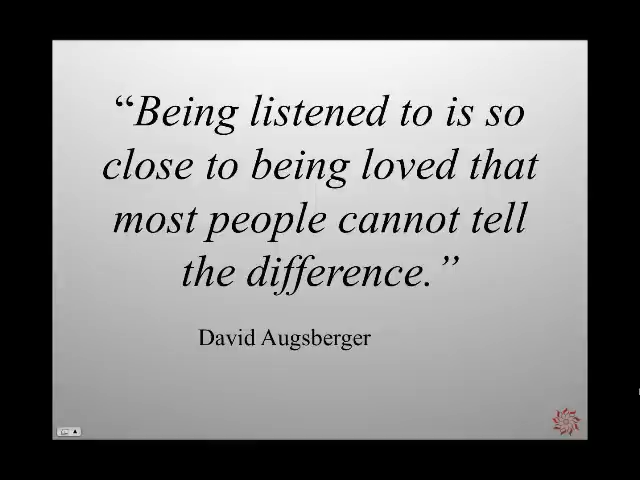 “Being listened to is so
close to being loved that
most people cannot tell
the difference.”
David Augsberger